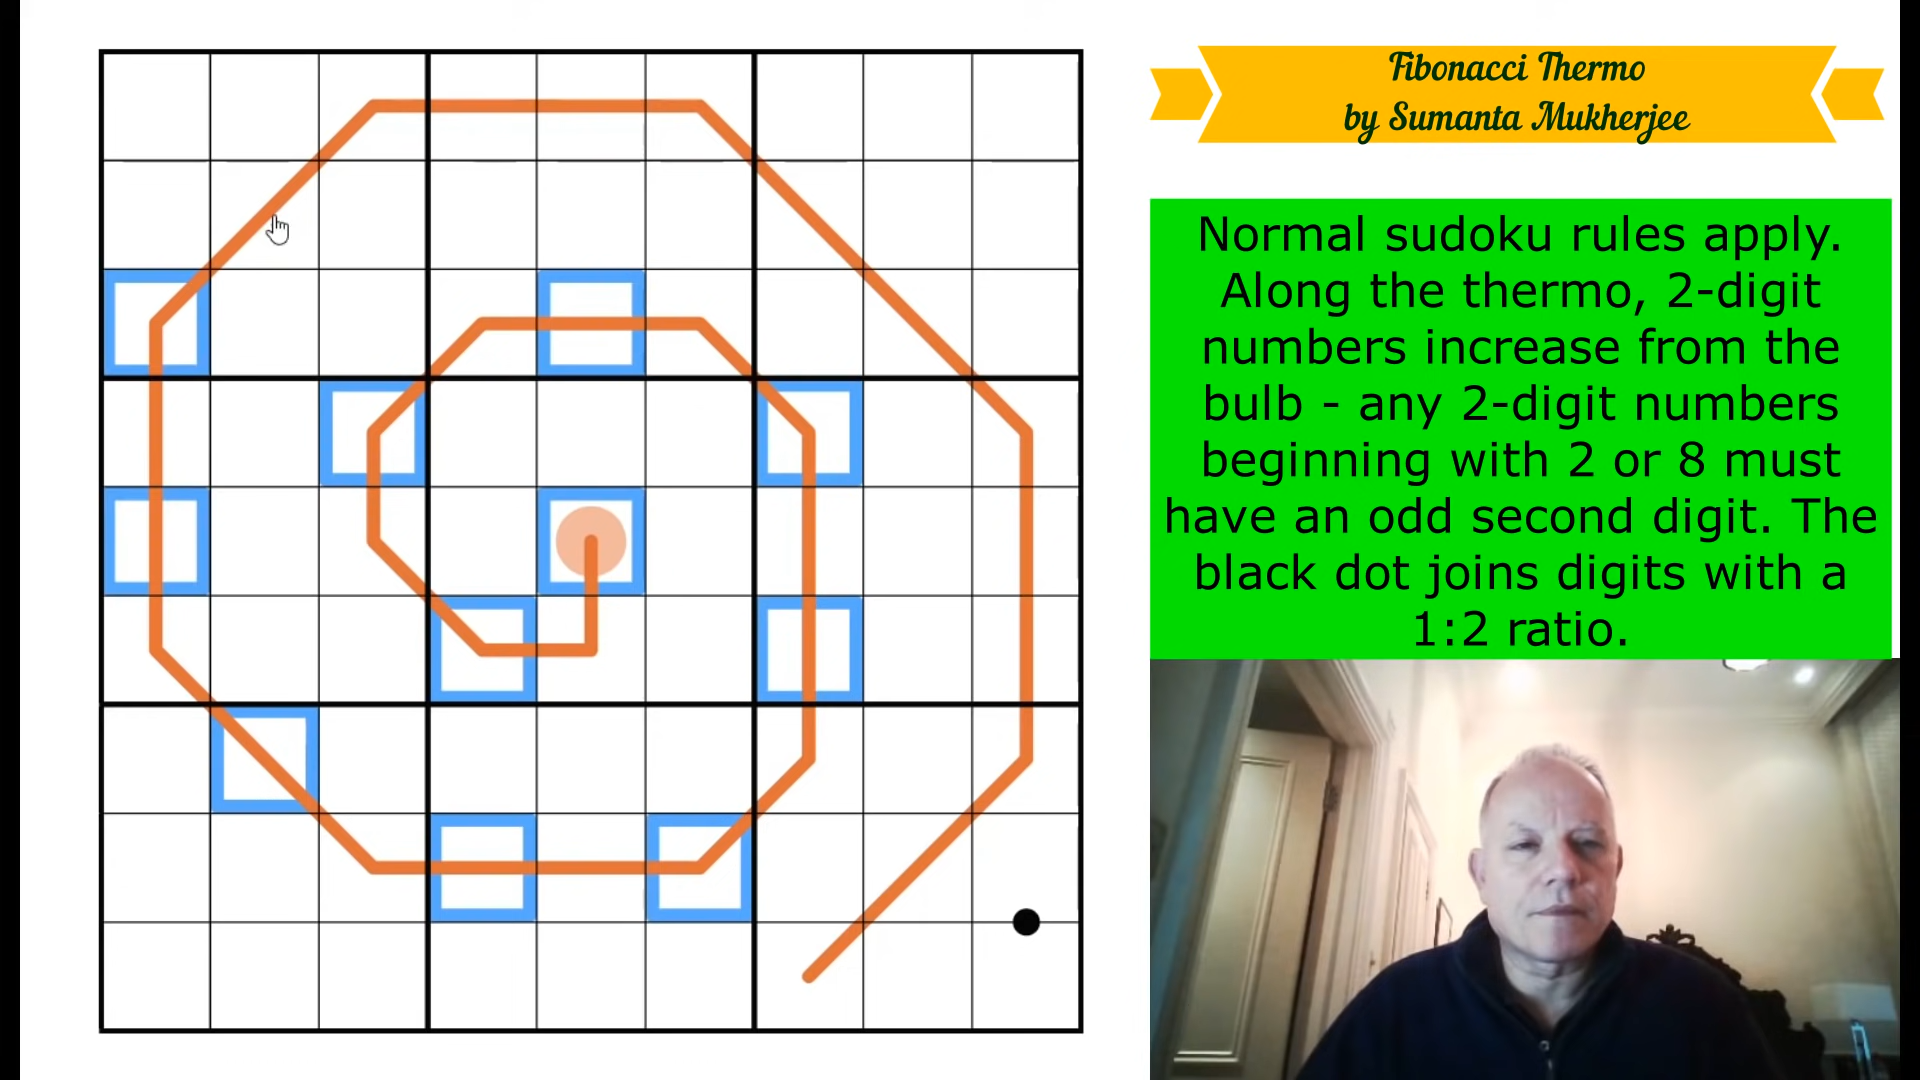 Fibonacci Thermo
by Sumanta Mukherjee
Normal sudoku rules apply.
Along the thermo, 2-digit
numbers increase from the
bulb - any 2-digit numbers
beginning with 2 or 8 must
have an odd second digit. The
black dot joins digits with a
1:2 ratio.